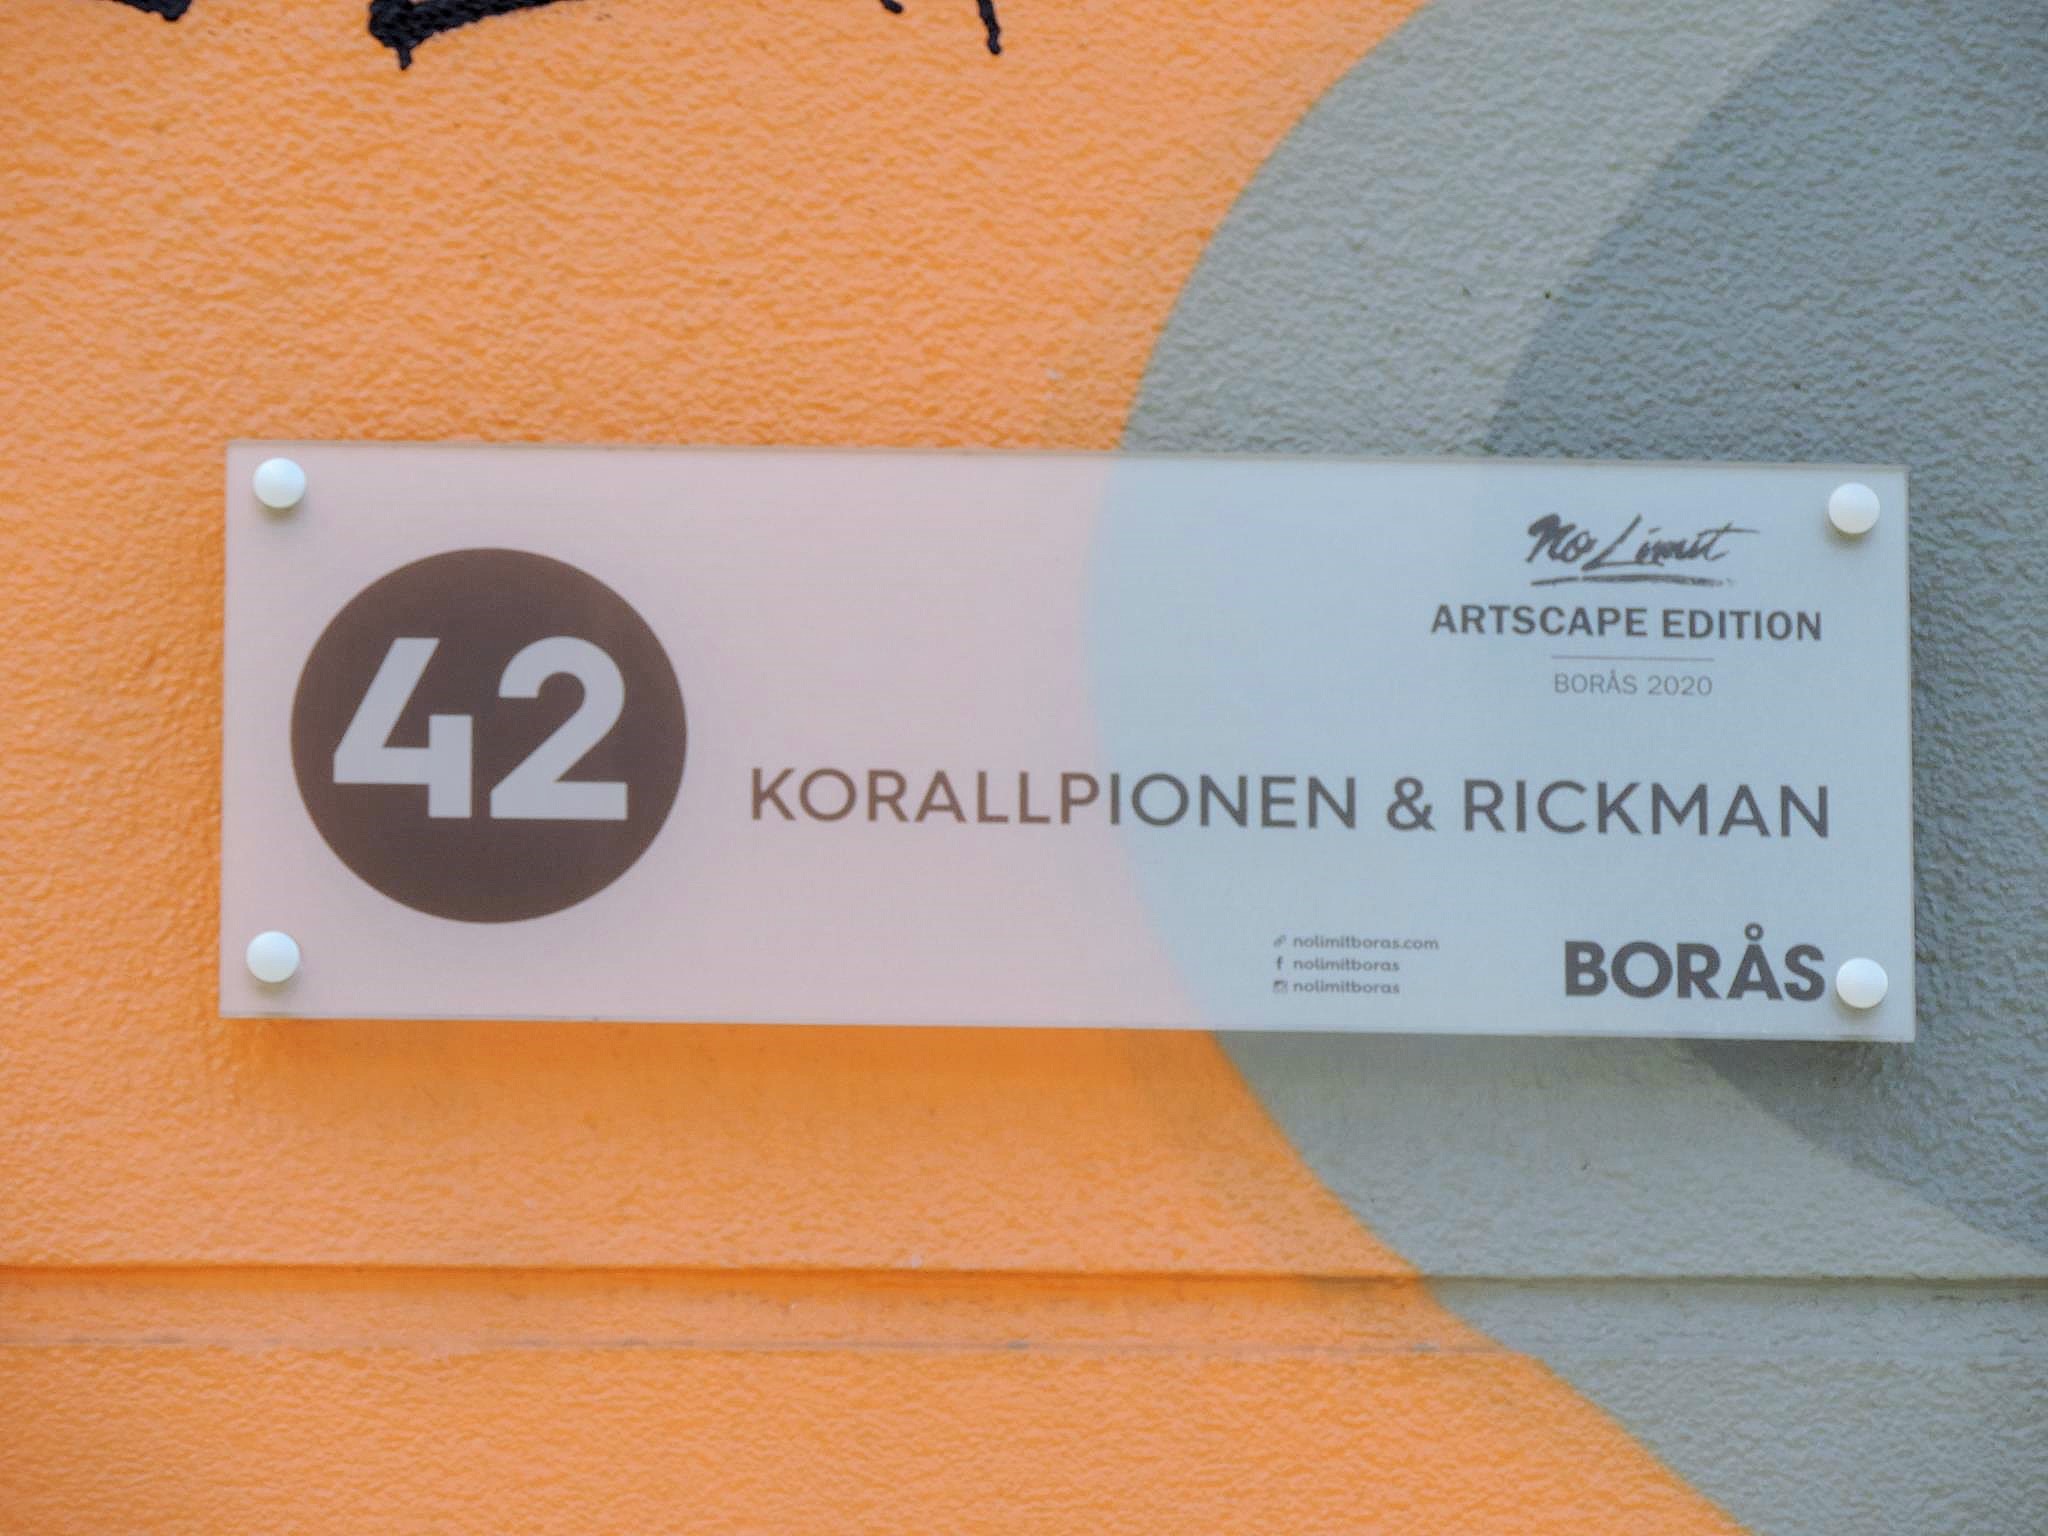 No Limit
ARTSCAPE EDITION
BORÅS 2020
42
KORALLPIONEN & RICKMAN
nolimitboras.com
nolimitboras
nolimitboras
BORÅS